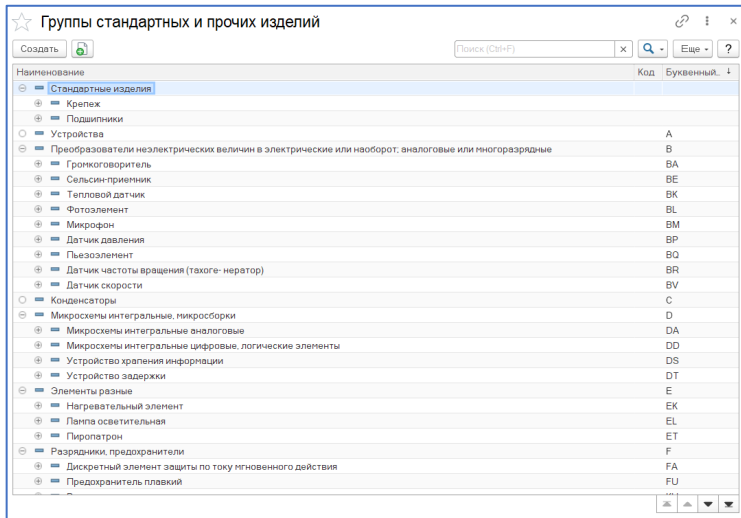 Группы стандартных и прочих изделий
Создать Поиск (Ctrl+F) × Еще ?
Наименование Код Буквенный.. ↓
Стандартные изделия
Крепеж
Подшипники
Устройства A
Преобразователи неэлектрических величин в электрические или наоборот; аналоговые или многоразрядные B
Громкоговоритель BA
Сельсин-приемник BE
Тепловой датчик BK
Фотоэлемент BL
Микрофон BM
Датчик давления BP
Пьезоэлемент BQ
Датчик частоты вращения (тахоге- нератор) BR
Датчик скорости BV
Конденсаторы C
Микросхемы интегральные, микросборки D
Микросхемы интегральные аналоговые DA
Микросхемы интегральные цифровые, логические элементы DD
Устройство храпения информации DS
Устройство задержки DT
Элементы разные E
Нагревательный элемент EK
Лампа осветительная EL
Пиропатрон ET
Разрядники, предохранители F
Дискретный элемент защиты по току мгновенного действия FA
Предохранитель плавкий FU